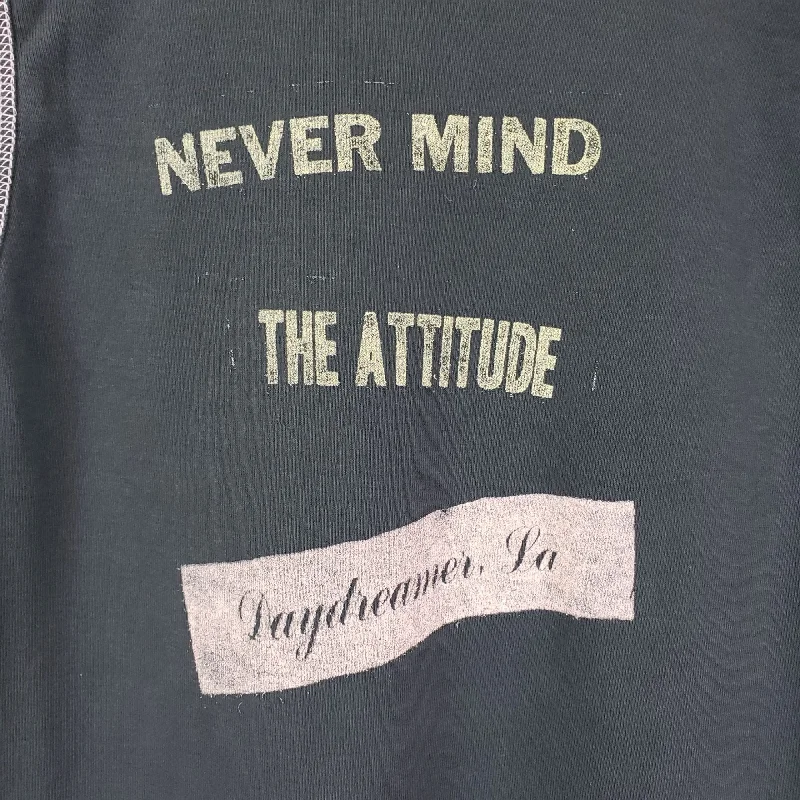 NEVER MIND
THE ATTITUDE
Daydreamer, La